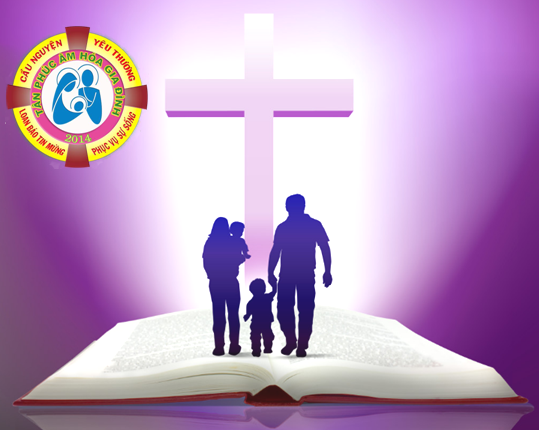 CẦU NGUYỆN
YÊU THƯƠNG
TÂN PHÚC ÂM HÓA GIA ĐÌNH
LOAN BÁO TIN MỪNG
PHỤC VỤ SỰ SỐNG
2014